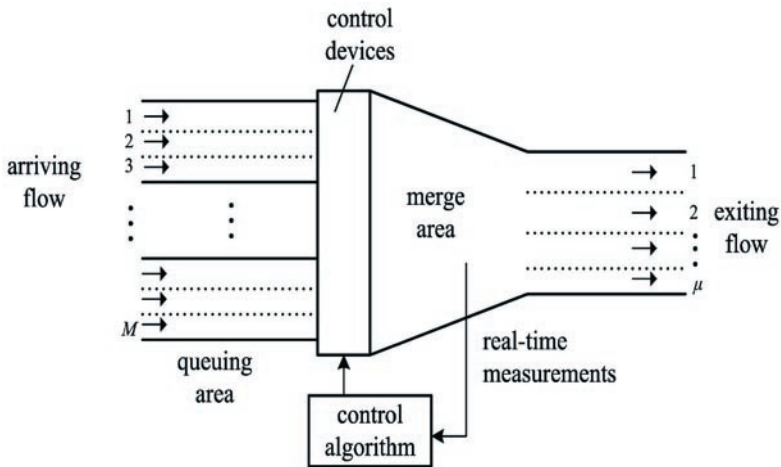 control
devices
1
2
3
arriving
flow
M
queuing
area
merge
area
1
2
exiting
flow
μ
real-time
measurements
control
algorithm